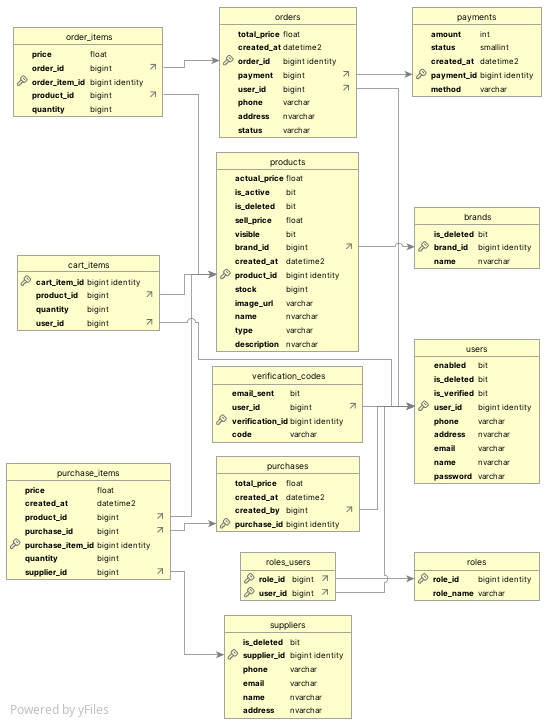 order_items
price float
order_id bigint
order_item_id bigint identity
product_id bigint
quantity bigint
orders
total_price float
created_at datetime2
order_id bigint identity
payment bigint
user_id bigint
phone varchar
address nvarchar
status varchar
payments
amount int
status smallint
created_at datetime2
payment_id bigint identity
method varchar
products
actual_price float
is_active bit
is_deleted bit
sell_price float
visible bit
brand_id bigint
created_at datetime2
product_id bigint identity
stock bigint
image_url varchar
name nvarchar
type varchar
description nvarchar
brands
is_deleted bit
brand_id bigint identity
name nvarchar
cart_items
cart_item_id bigint identity
product_id bigint
quantity bigint
user_id bigint
users
enabled bit
is_deleted bit
is_verified bit
user_id bigint identity
phone varchar
address nvarchar
email varchar
name nvarchar
password varchar
verification_codes
email_sent bit
user_id bigint
verification_id bigint identity
code varchar
purchase_items
price float
created_at datetime2
product_id bigint
purchase_id bigint
purchase_item_id bigint identity
quantity bigint
supplier_id bigint
purchases
total_price float
created_at datetime2
created_by bigint
purchase_id bigint identity
roles_users
role_id bigint
user_id bigint
roles
role_id bigint identity
role_name varchar
suppliers
is_deleted bit
supplier_id bigint identity
phone varchar
email varchar
name nvarchar
address nvarchar
Powered by yFiles